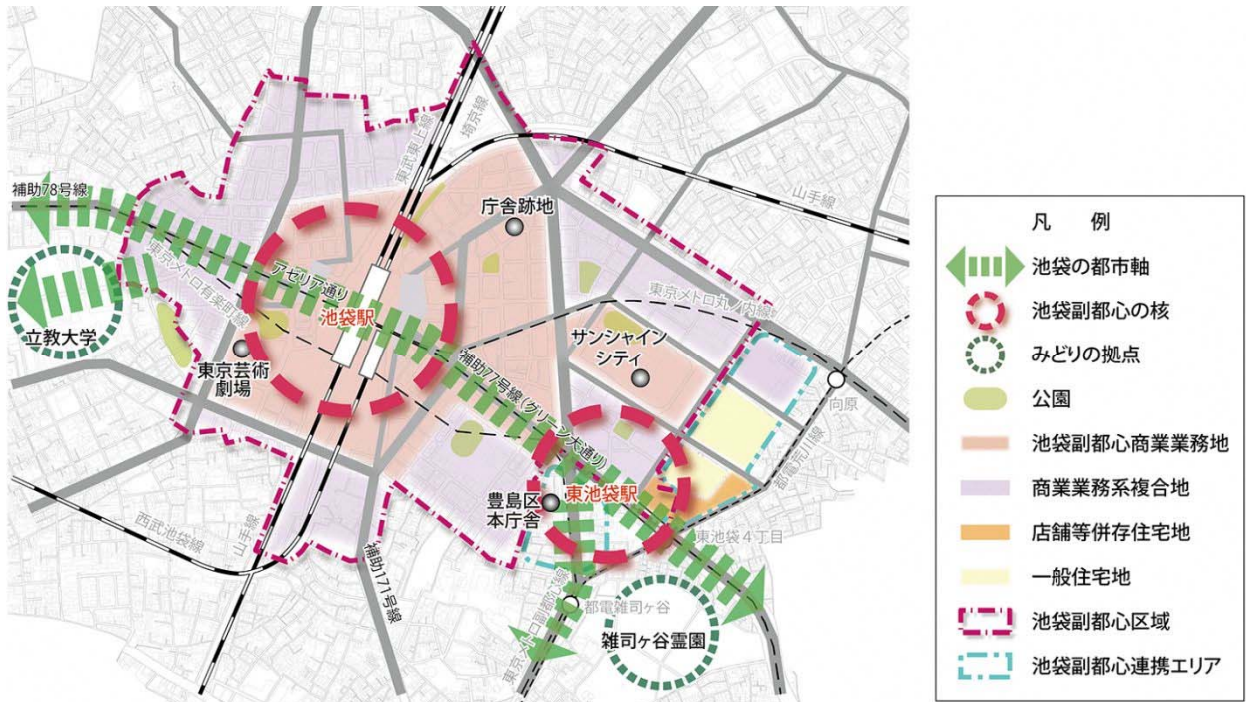 補助78号線
東京メトロ有楽町線
立教大学
東京芸術
劇場
アゼリア通り
池袋駅
東武東上線
埼京線
庁舎跡地
山手線
東京メトロ丸ノ内線
サンシャイン
シティ
補助77号線(グリーン大通り)
向原
都電荒川線
豊島区
本庁舎
東池袋駅
東池袋4丁目
西武池袋線
山手線
補助171号線
都電雑司ヶ谷
東京メトロ副都心線
雑司ヶ谷霊園
凡 例
池袋の都市軸
池袋副都心の核
みどりの拠点
公園
池袋副都心商業業務地
商業業務系複合地
店舗等併存住宅地
一般住宅地
池袋副都心区域
池袋副都心連携エリア